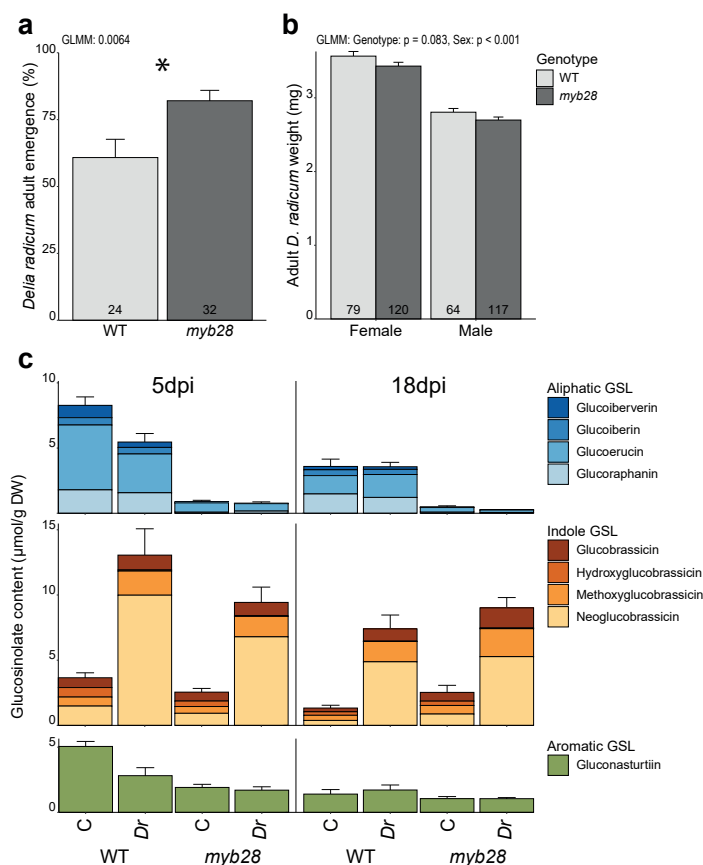 a
GLMM: 0.0064
Delia radicum adult emergence (%)
100
75
50
25
0
*
24
32
WT
myb28
b
GLMM: Genotype: p = 0.083, Sex: p < 0.001
Adult D. radicum weight (mg)
3
2
1
0
79
120
64
117
Female
Male
Genotype
WT
myb28
c
Glucosinolate content (μmol/g DW)
5dpi
18dpi
10
5
Aliphatic GSL
Glucoiberverin
Glucoiberin
Glucoerucin
Glucoraphanin
15
10
5
0
Indole GSL
Glucobrassicin
Hydroxyglucobrassicin
Methoxyglucobrassicin
Neoglucobrassicin
5
0
Aromatic GSL
Gluconasturtiin
C
Dr
C
Dr
C
Dr
C
Dr
WT
myb28
WT
myb28